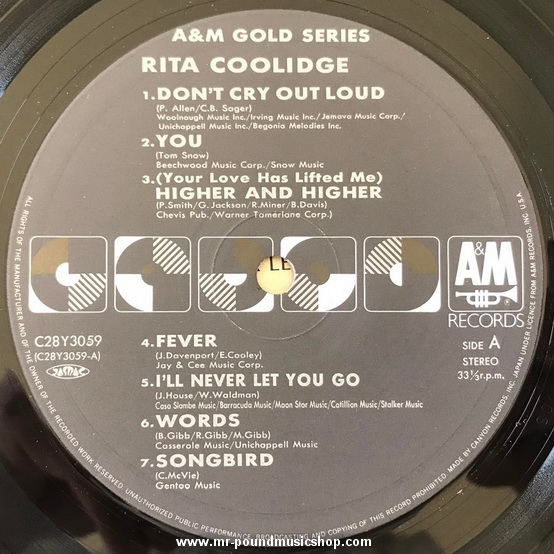 A&M GOLD SERIES
RITA COOLIDGE
1. DON'T CRY OUT LOUD
(P. Allen/C.B. Sager)
Woolnough Music Inc./Irving Music Inc./Jemava Music Corp./
Unichappell Music Inc./Begonia Melodies Inc.
2. YOU
(Tom Snow)
Beechwood Music Corp./Snow Music
3. (Your Love Has Lifted Me)
HIGHER AND HIGHER
(P.Smith/G.Jackson/R.Miner/B.Davis)
Chevis Pub./Warner Tamerlane Corp.)
A&M
RECORDS
C28Y3059
(C28Y3059-A)
JASRAC
SIDE A
STEREO
33⅓r.p.m.
4. FEVER
(J.Davenport/E.Cooley)
Jay & Cee Music Corp.
5. I'LL NEVER LET YOU GO
(J.House/W.Waldman)
Casa Siambe Music/Barracuda Music/Moon Star Music/Cotillion Music/Stalker Music
6. WORDS
(B.Gibb/R.Gibb/M.Gibb)
Casserole Music/Unichappell Music
7. SONGBIRD
(C.McVie)
Gentoo Music
ALL RIGHTS OF THE MANUFACTURER AND OF THE OWNER OF THE RECORDED WORK RESERVED. UNAUTHORIZED PUBLIC PERFORMANCE, BROADCASTING AND COPYING OF THIS RECORD PROHIBITED. MADE BY CANYON RECORDS, INC. JAPAN UNDER LICENCE FROM A&M RECORDS, INC. U.S.A.
www.mr-poundmusicshop.com